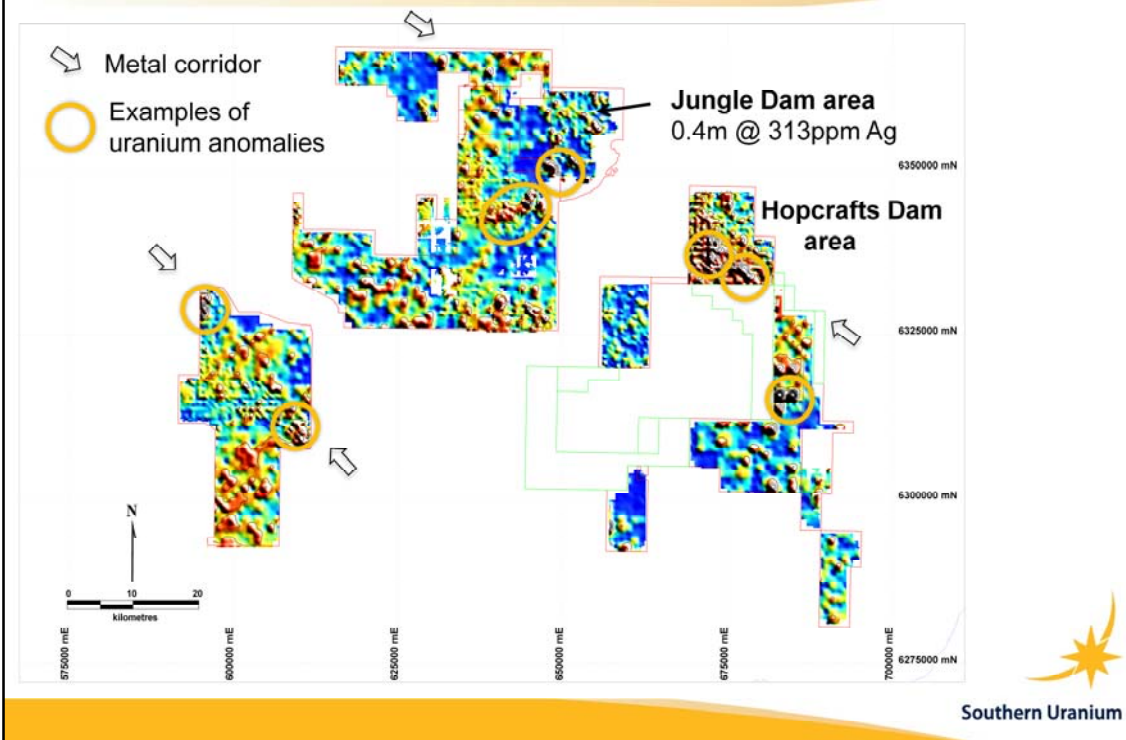 Metal corridor
Examples of
uranium anomalies
Jungle Dam area
0.4m @ 313ppm Ag
6350000 mN
Hopcrafts Dam
area
6325000 mN
6300000 mN
N
0 10 20
kilometres
575000 mE
600000 mE
625000 mE
650000 mE
675000 mE
700000 mE
6275000 mN
Southern Uranium